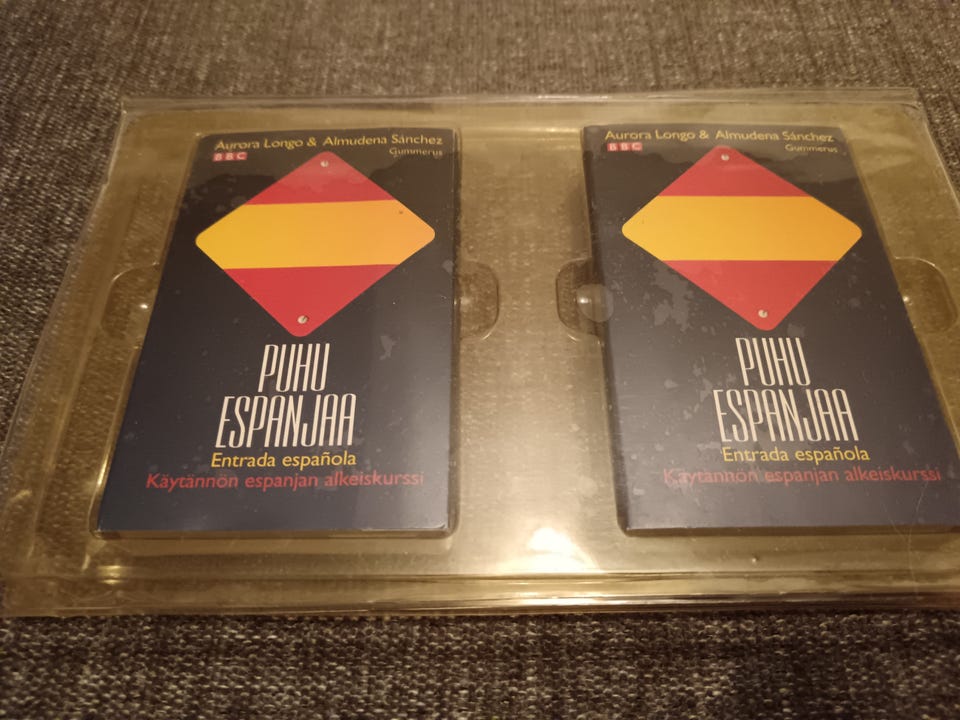 Aurora Longo & Almudena Sánchez
BBC
Gummerus
PUHU
ESPANJAA
Entrada española
Käytännön espanjan alkeiskurssi
Aurora Longo & Almudena Sánchez
BBC
Gummerus
PUHU
ESPANJAA
Entrada española
Käytännön espanjan alkeiskurssi